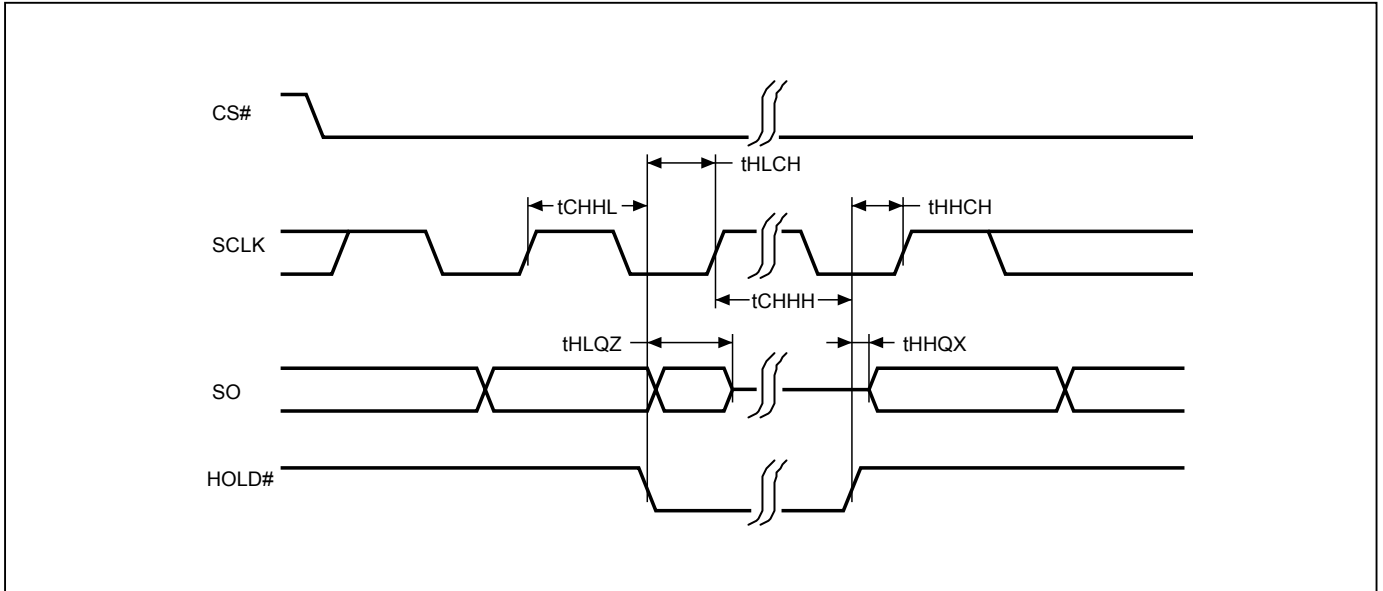 CS#
tHLCH
tCHHL
tHHCH
SCLK
tCHHH
tHLQZ
tHHQX
SO
HOLD#